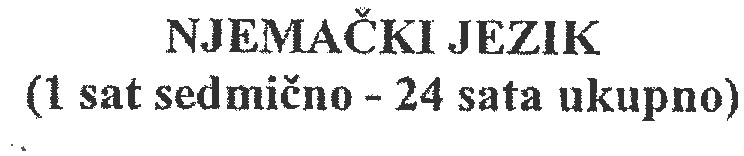 NJEMAČKI JEZIK
(1 sat sedmično - 24 sata ukupno)